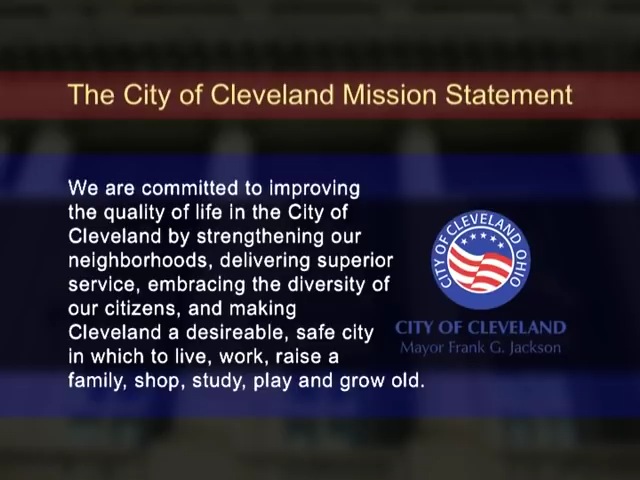 The City of Cleveland Mission Statement
We are committed to improving
the quality of life in the City of
Cleveland by strengthening our
neighborhoods, delivering superior
service, embracing the diversity of
our citizens, and making
Cleveland a desireable, safe city
in which to live, work, raise a
family, shop, study, play and grow old.
CITY OF CLEVELAND OHIO
CITY OF CLEVELAND
Mayor Frank G. Jackson